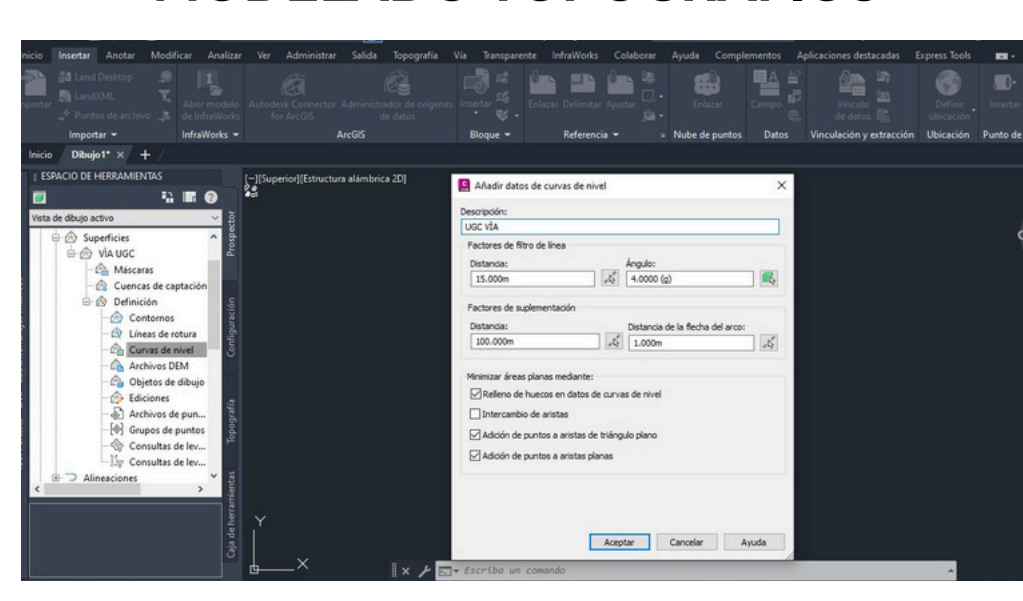 MODELADO TOPOGRÁFICO
Inicio Insertar Anotar Modificar Analizar Ver Administrar Salida Topografía Vía Transparente InfraWorks Colaborar Ayuda Complementos Aplicaciones destacadas Express Tools
Land Desktop
LandXML
Puntos de archivo
Abrir modelo
de InfraWorks
Autodesk Connector
for ArcGIS
Administrador de orígenes
de datos
Insertar
Enlazar Delimitar Ajustar
Enlazar
Campo
Vínculo
de datos
Definir
ubicación
Insertar
Importar InfraWorks ArcGIS Bloque Referencia Nube de puntos Datos Vinculación y extracción Ubicación Punto de
Inicio Dibujo1* × +
ESPACIO DE HERRAMIENTAS
Vista de dibujo activo
Superficies
VÍA UGC
Máscaras
Cuencas de captación
Definición
Contornos
Líneas de rotura
Curvas de nivel
Archivos DEM
Objetos de dibujo
Ediciones
Archivos de pun...
Grupos de puntos
Consultas de lev...
Consultas de lev...
Alineaciones
Prospector
Configuración
Topografía
Caja de herramientas
[-][Superior][Estructura alámbrica 2D]
Y
X
Añadir datos de curvas de nivel
Descripción:
UGC VÍA
Factores de filtro de línea
Distancia: Ángulo:
15.000m 4.0000 (g)
Factores de suplementación
Distancia: Distancia de la flecha del arco:
100.000m 1.000m
Minimizar áreas planas mediante:
Relleno de huecos en datos de curvas de nivel
Intercambio de aristas
Adición de puntos a aristas de triángulo plano
Adición de puntos a aristas planas
Aceptar Cancelar Ayuda
Escriba un comando